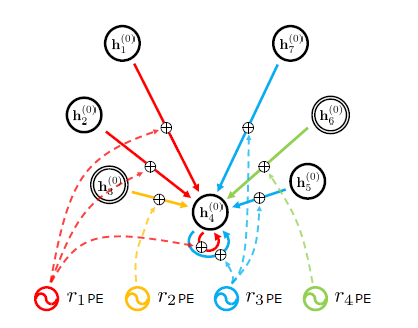 h₁⁽⁰⁾ h₇⁽⁰⁾
h₂⁽⁰⁾ h₆⁽⁰⁾
h₃⁽⁰⁾ h₅⁽⁰⁾
h₄⁽⁰⁾
r₁ PE r₂ PE r₃ PE r₄ PE